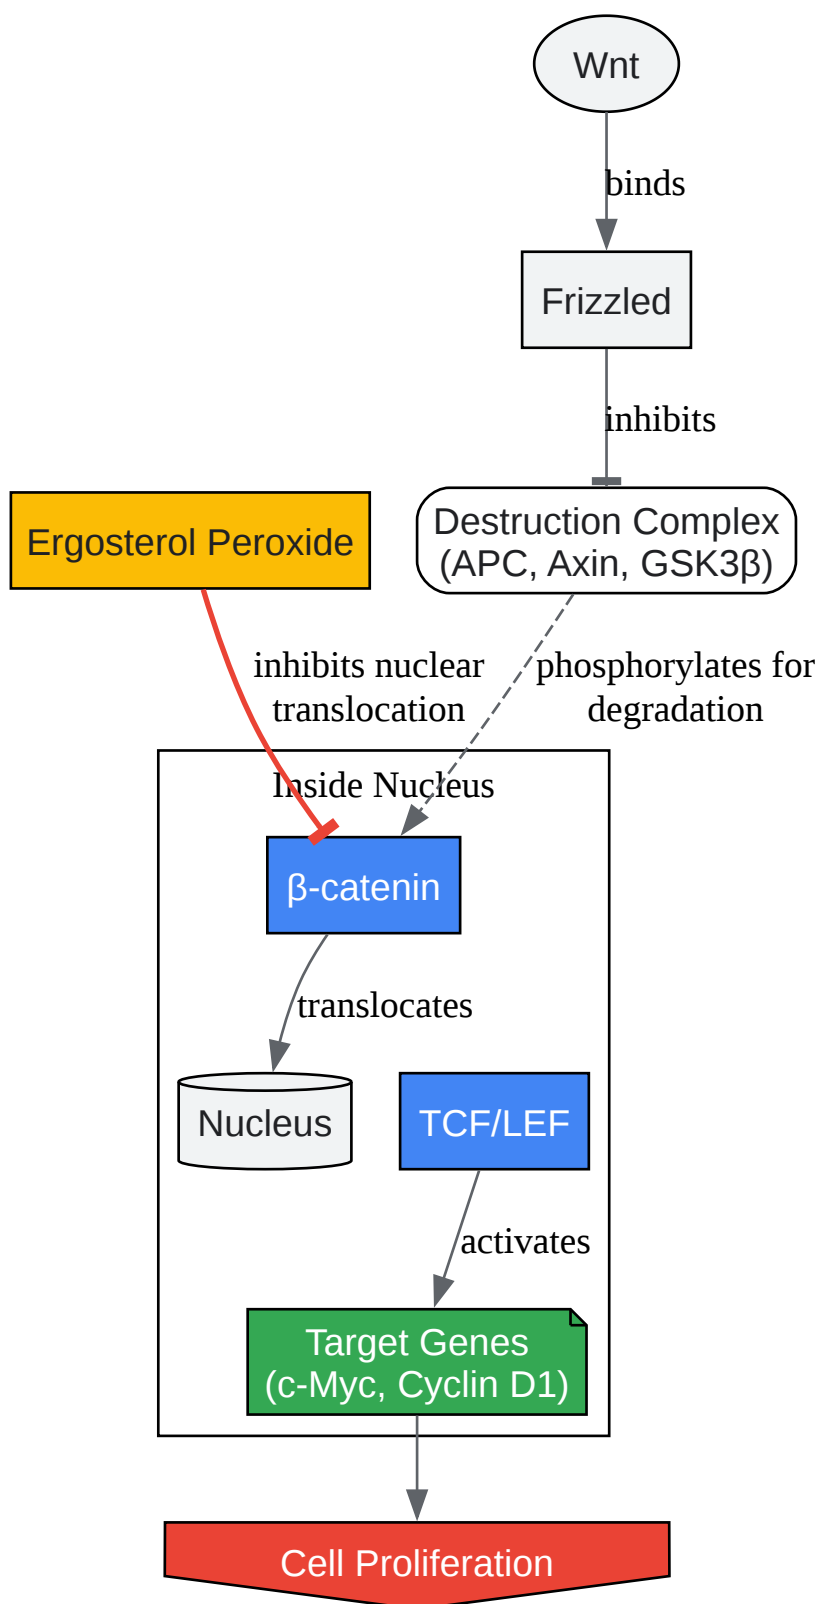 Wnt
binds
Frizzled
inhibits
Ergosterol Peroxide
Destruction Complex
(APC, Axin, GSK3β)
inhibits nuclear
translocation
phosphorylates for
degradation
Inside Nucleus
β-catenin
translocates
Nucleus
TCF/LEF
activates
Target Genes
(c-Myc, Cyclin D1)
Cell Proliferation